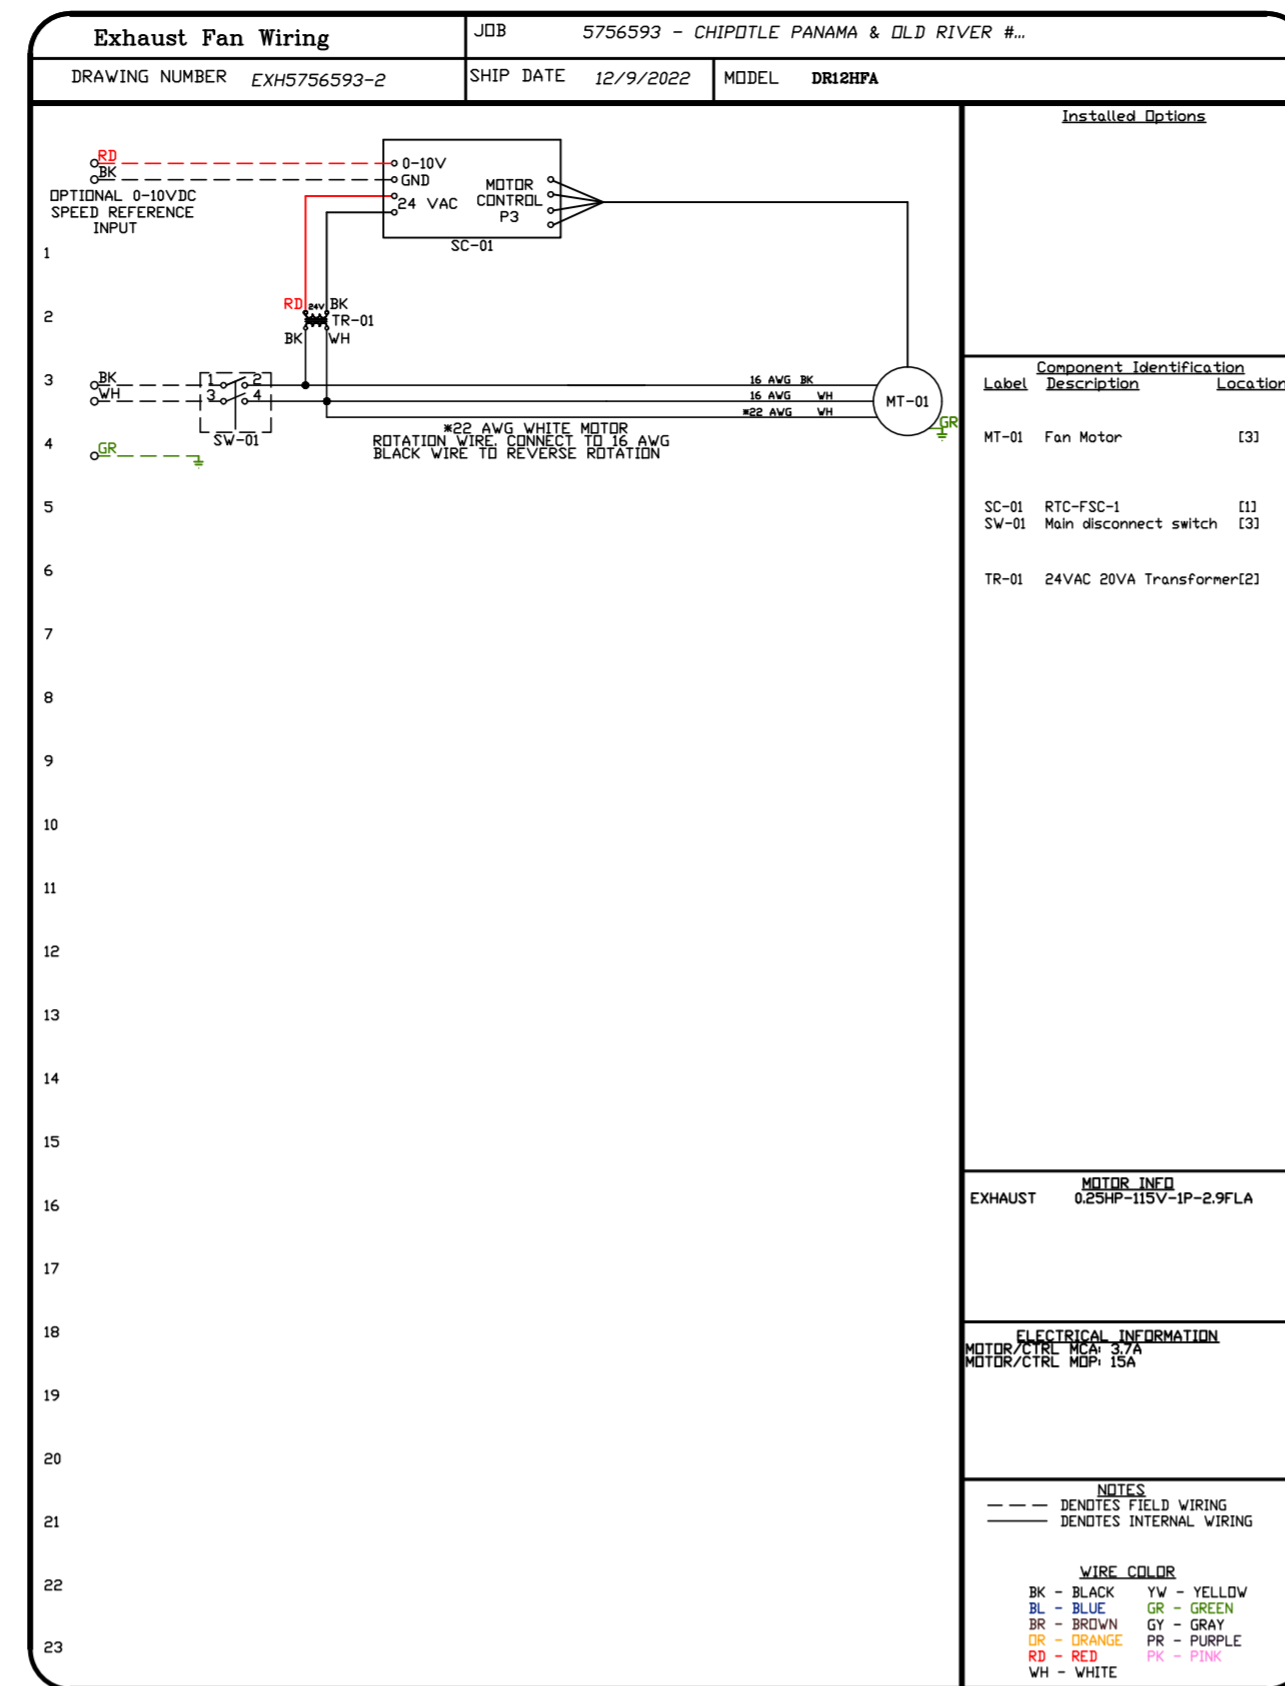 Exhaust Fan Wiring
JOB 5756593 - CHIPOTLE PANAMA & OLD RIVER #...
DRAWING NUMBER EXH5756593-2
SHIP DATE 12/9/2022
MODEL DR12HFA
RD
BK
OPTIONAL 0-10VDC
SPEED REFERENCE
INPUT
0-10V
GND
24 VAC
MOTOR
CONTROL
P3
SC-01
RD 24V BK
TR-01
BK WH
BK
WH
1 2
3 4
SW-01
GR
16 AWG BK
16 AWG WH
*22 AWG WH
MT-01
GR
*22 AWG WHITE MOTOR
ROTATION WIRE. CONNECT TO 16 AWG
BLACK WIRE TO REVERSE ROTATION
1
2
3
4
5
6
7
8
9
10
11
12
13
14
15
16
17
18
19
20
21
22
23
Installed Options
Component Identification
Label Description Location
MT-01 Fan Motor [3]
SC-01 RTC-FSC-1 [1]
SW-01 Main disconnect switch [3]
TR-01 24VAC 20VA Transformer[2]
MOTOR INFO
EXHAUST 0.25HP-115V-1P-2.9FLA
ELECTRICAL INFORMATION
MOTOR/CTRL MCA: 3.7A
MOTOR/CTRL MOP: 15A
NOTES
DENOTES FIELD WIRING
DENOTES INTERNAL WIRING
WIRE COLOR
BK - BLACK YW - YELLOW
BL - BLUE GR - GREEN
BR - BROWN GY - GRAY
OR - ORANGE PR - PURPLE
RD - RED PK - PINK
WH - WHITE